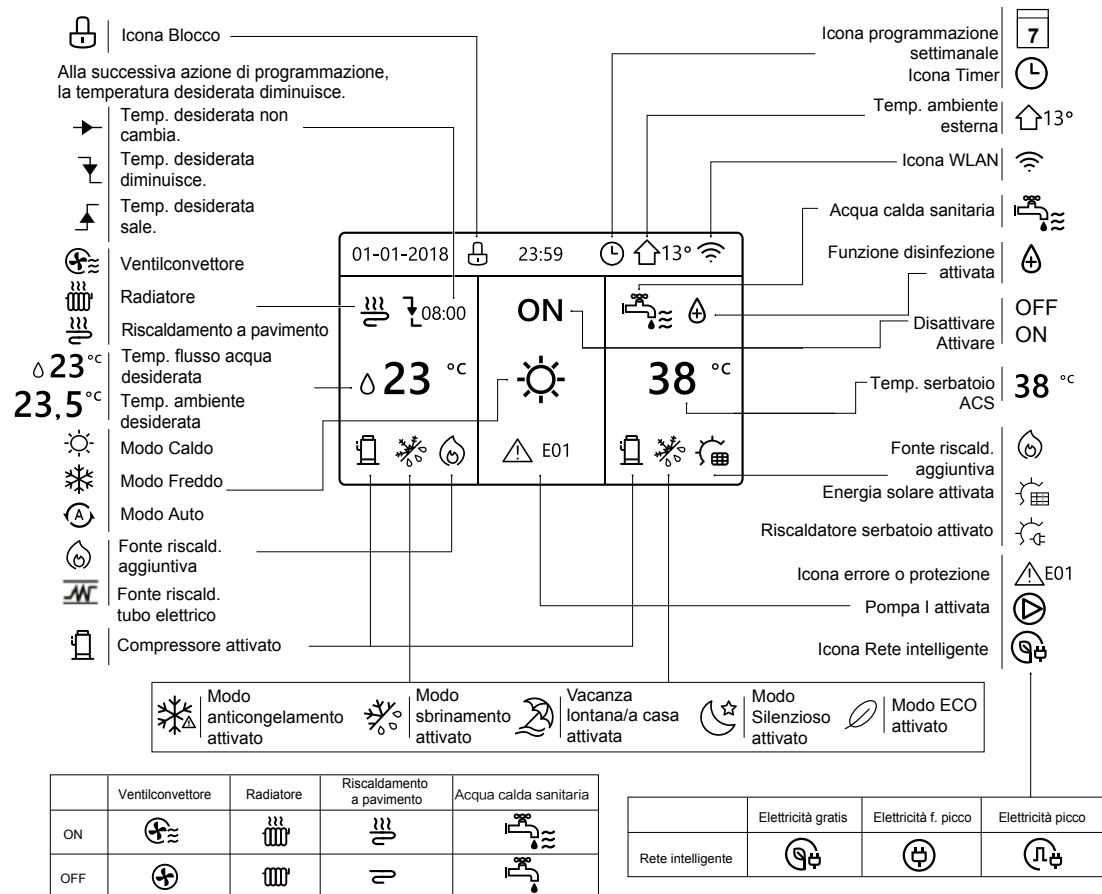 Icona Blocco
Alla successiva azione di programmazione,
la temperatura desiderata diminuisce.
Temp. desiderata non
cambia.
Temp. desiderata
diminuisce.
Temp. desiderata
sale.
Ventilconvettore
Radiatore
Riscaldamento a pavimento
23 °C
Temp. flusso acqua
desiderata
23,5 °C
Temp. ambiente
desiderata
Modo Caldo
Modo Freddo
A
Modo Auto
Fonte riscald.
aggiuntiva
Fonte riscald.
tubo elettrico
Compressore attivato
01-01-2018
23:59
13°
08:00
ON
23 °C
38 °C
E01
Icona programmazione
settimanale
7
Icona Timer
Temp. ambiente
esterna
13°
Icona WLAN
Acqua calda sanitaria
Funzione disinfezione
attivata
Disattivare
OFF
Attivare
ON
Temp. serbatoio
ACS
38 °C
Fonte riscald.
aggiuntiva
Energia solare attivata
Riscaldatore serbatoio attivato
Icona errore o protezione
E01
Pompa I attivata
Icona Rete intelligente
Modo
anticongelamento
attivato
Modo
sbrinamento
attivato
Vacanza
lontana/a casa
attivata
Modo
Silenzioso
attivato
Modo ECO
attivato
Ventilconvettore
Radiatore
Riscaldamento
a pavimento
Acqua calda sanitaria
ON
OFF
Elettricità gratis
Elettricità f. picco
Elettricità picco
Rete intelligente